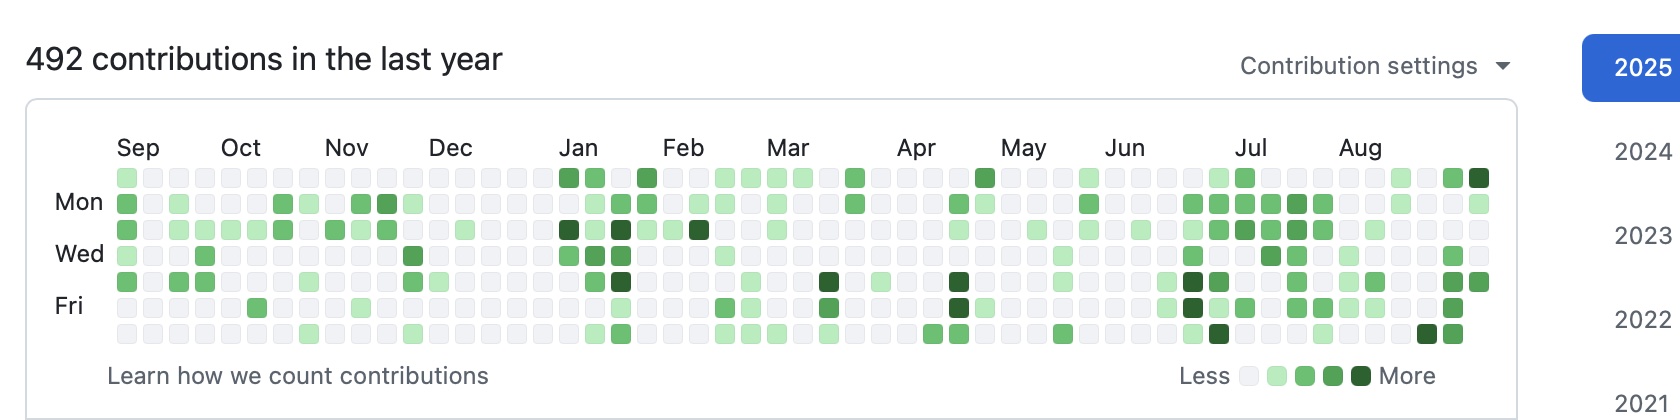 492 contributions in the last year
Contribution settings
2025
Sep Oct Nov Dec Jan Feb Mar Apr May Jun Jul Aug
Mon
Wed
Fri
Learn how we count contributions
Less More
2024
2023
2022
2021